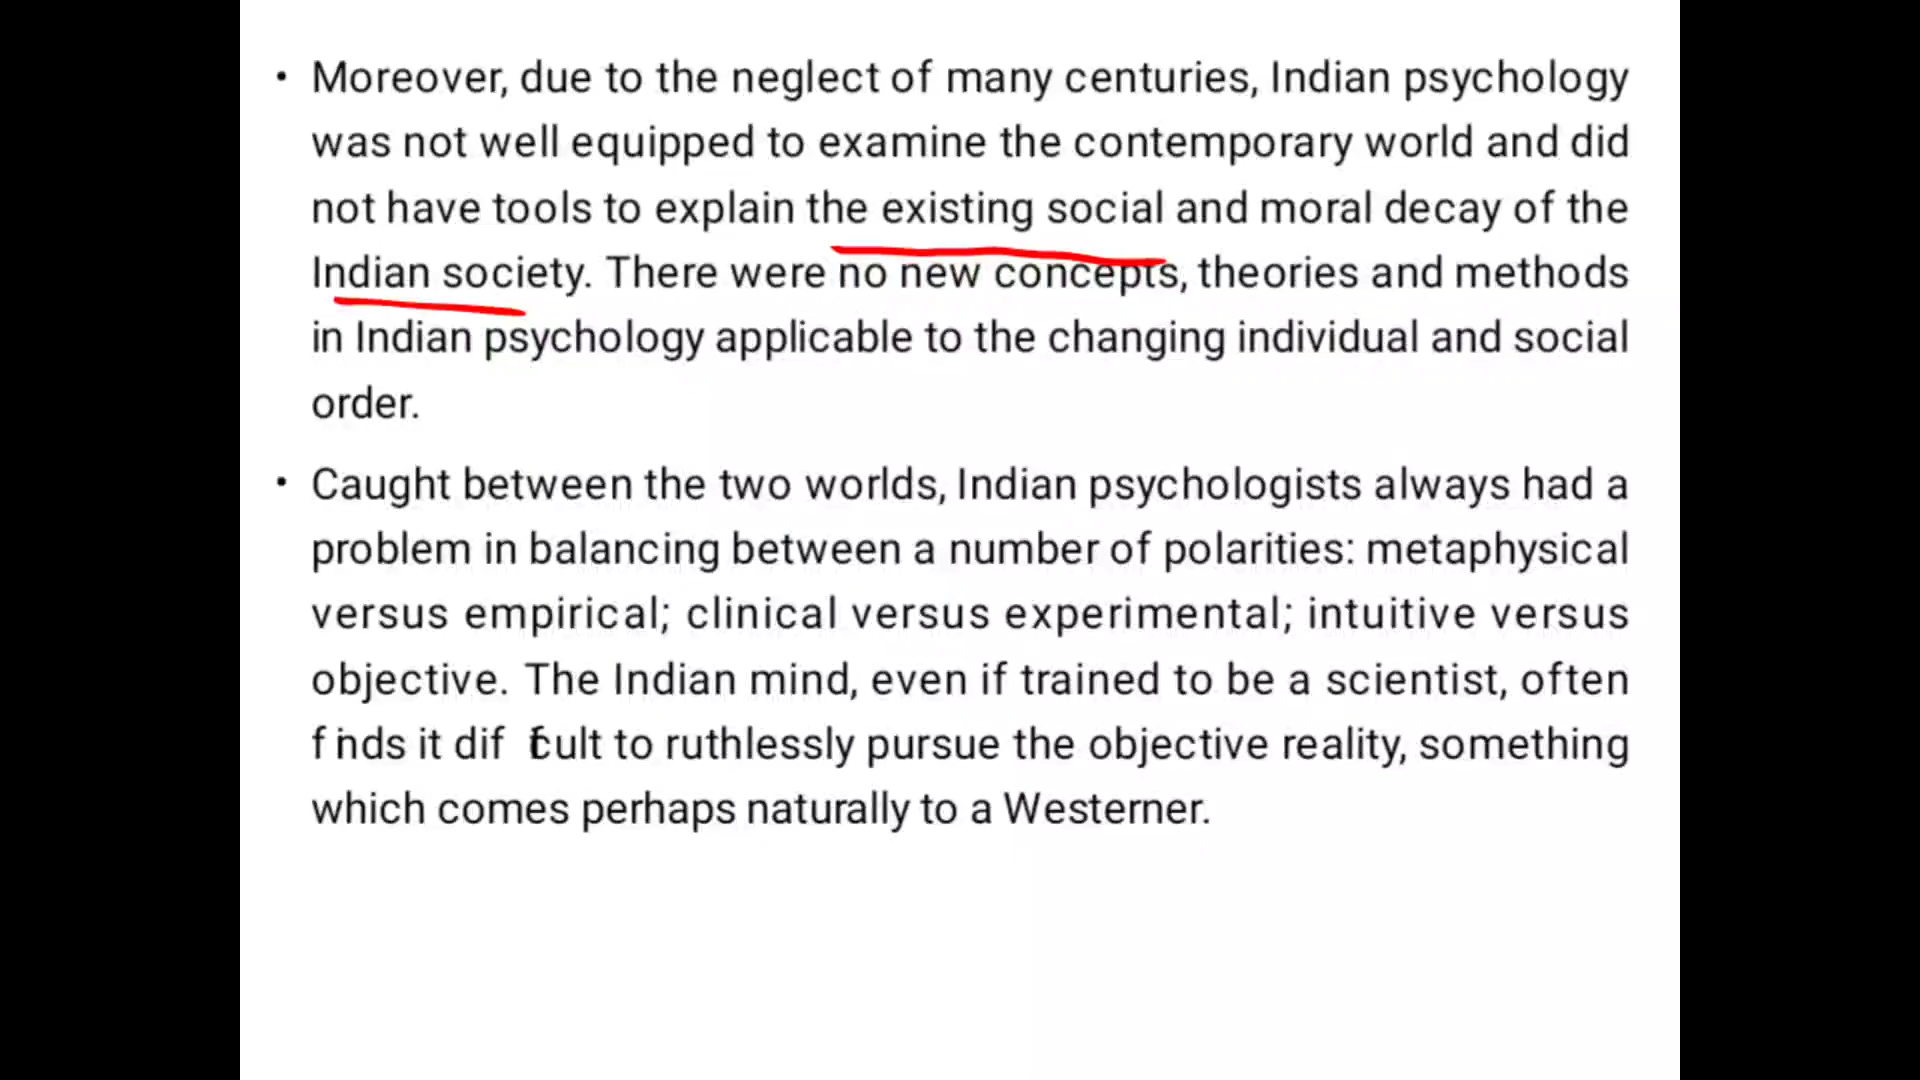 • Moreover, due to the neglect of many centuries, Indian psychology
was not well equipped to examine the contemporary world and did
not have tools to explain the existing social and moral decay of the
Indian society. There were no new concepts, theories and methods
in Indian psychology applicable to the changing individual and social
order.
• Caught between the two worlds, Indian psychologists always had a
problem in balancing between a number of polarities: metaphysical
versus empirical; clinical versus experimental; intuitive versus
objective. The Indian mind, even if trained to be a scientist, often
finds it difficult to ruthlessly pursue the objective reality, something
which comes perhaps naturally to a Westerner.